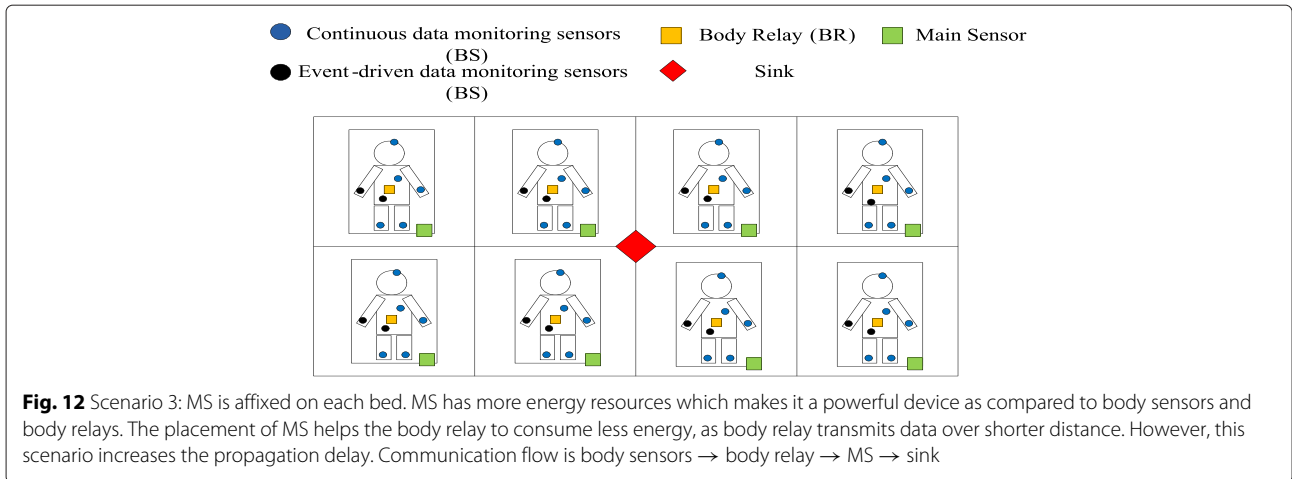 Continuous data monitoring sensors (BS)
Body Relay (BR)
Main Sensor
Event-driven data monitoring sensors (BS)
Sink
Fig. 12 Scenario 3: MS is affixed on each bed. MS has more energy resources which makes it a powerful device as compared to body sensors and
body relays. The placement of MS helps the body relay to consume less energy, as body relay transmits data over shorter distance. However, this
scenario increases the propagation delay. Communication flow is body sensors → body relay → MS → sink